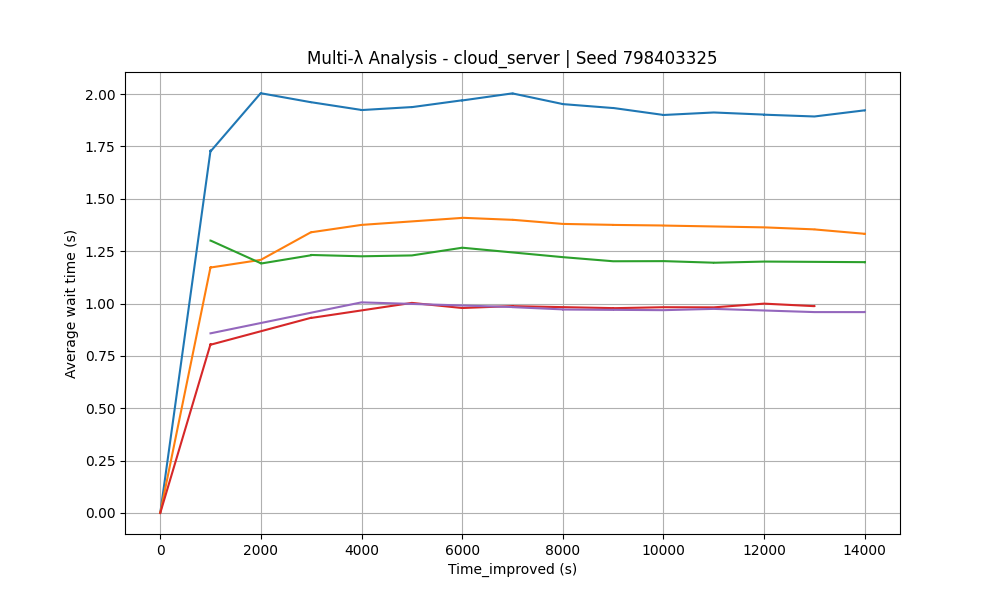 Multi-λ Analysis - cloud_server | Seed 798403325
Average wait time (s)
2.00
1.75
1.50
1.25
1.00
0.75
0.50
0.25
0.00
0 2000 4000 6000 8000 10000 12000 14000
Time_improved (s)